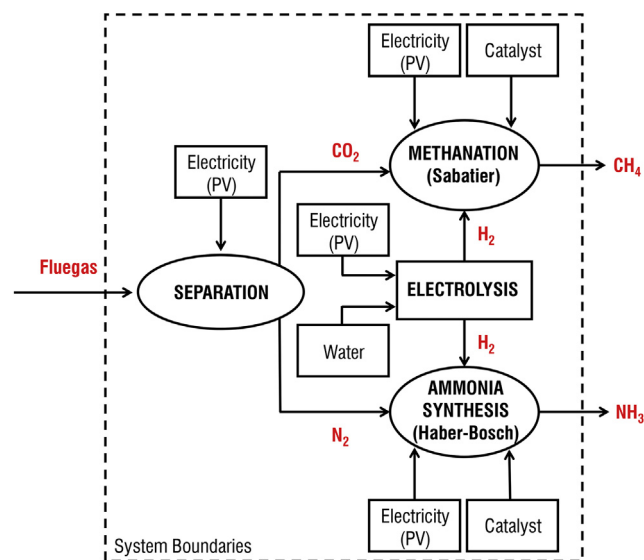 Electricity
(PV)
Catalyst
CO₂
METHANATION
(Sabatier)
CH₄
Electricity
(PV)
Electricity
(PV)
H₂
Fluegas
SEPARATION
ELECTROLYSIS
Water
H₂
AMMONIA
SYNTHESIS
(Haber-Bosch)
N₂
NH₃
Electricity
(PV)
Catalyst
System Boundaries